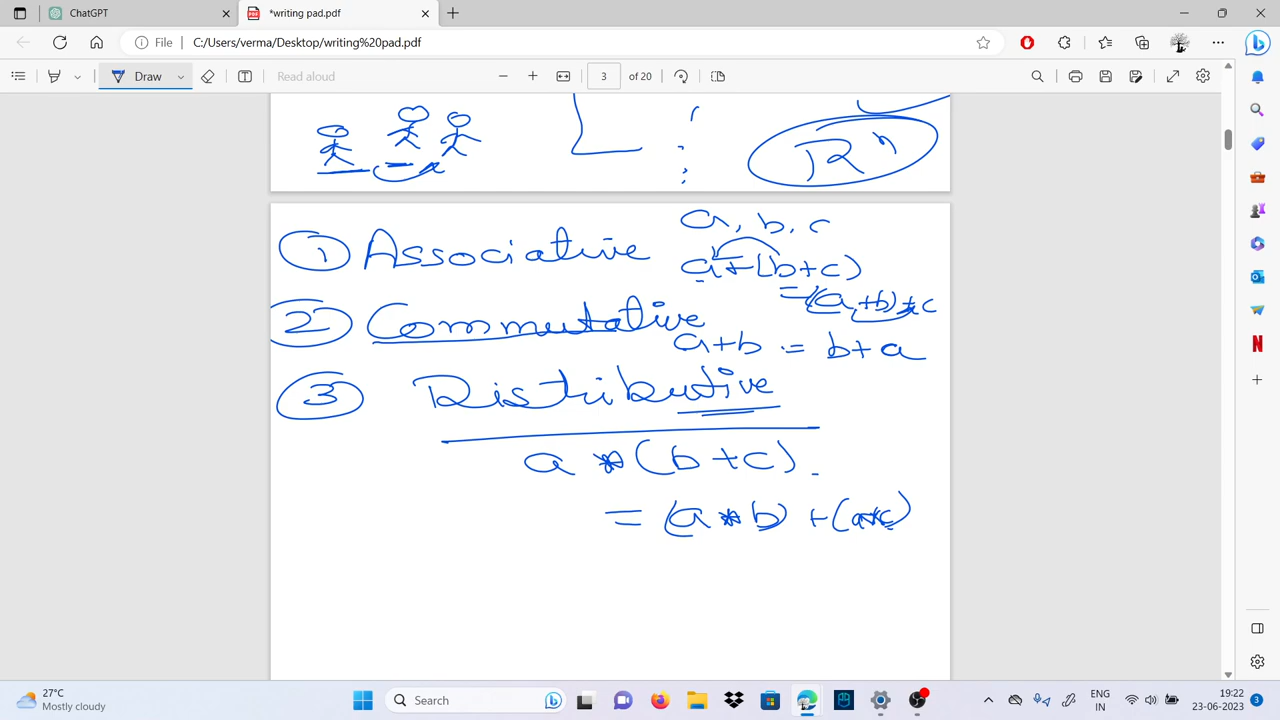 ChatGPT
*writing pad.pdf
File
C:/Users/verma/Desktop/writing%20pad.pdf
Draw
Read aloud
3 of 20
R^n
① Associative
a, b, c
a+(b+c)
=(a+b)+c
② Commutative
a+b = b+a
③ Distributive
a * (b+c)
= (a*b) + (a*c)
27°C
Mostly cloudy
Search
ENG
IN
19:22
23-06-2023
3